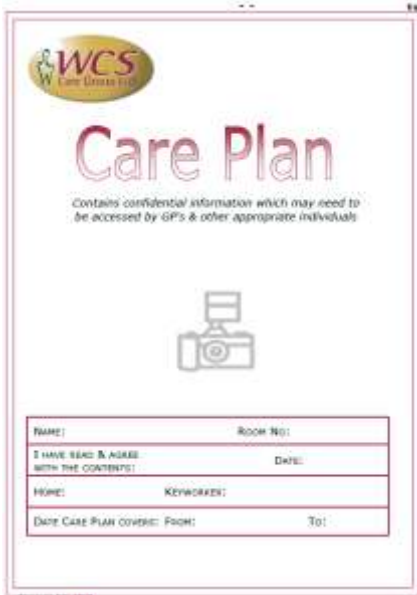 WCS
Care Group Ltd
Care Plan
Contains confidential information which may need to
be accessed by GP's & other appropriate individuals
NAME: ROOM NO:
I HAVE READ & AGREE
WITH THE CONTENTS: DATE:
HOME: KEYWORKER:
DATE CARE PLAN COVERS: FROM: TO: